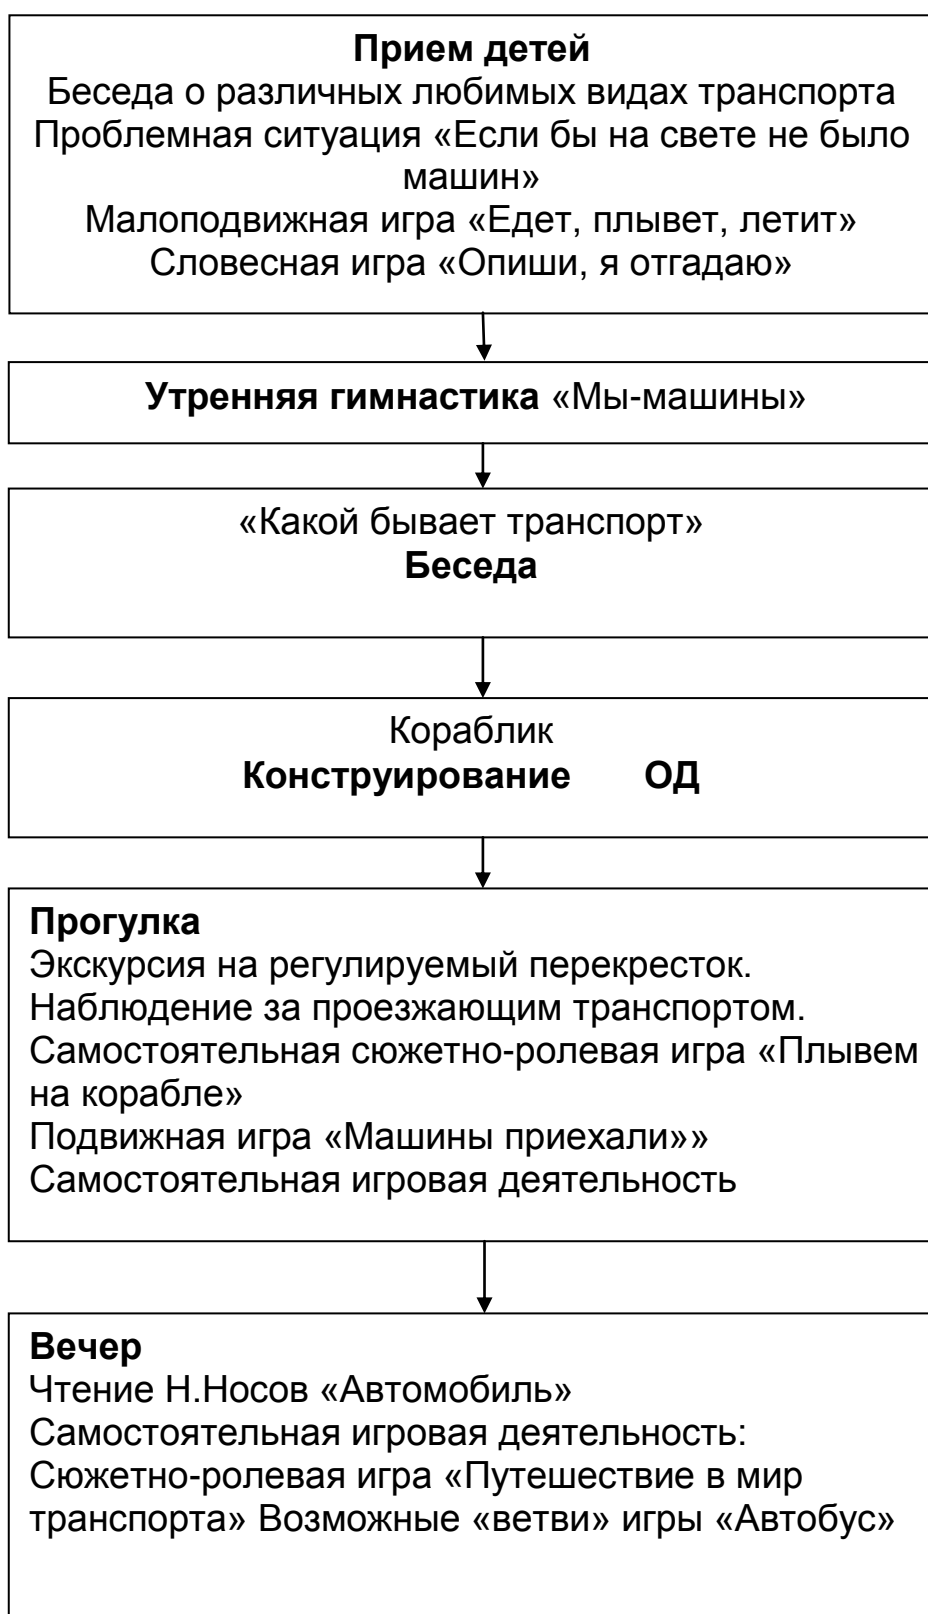 Прием детей
Беседа о различных любимых видах транспорта
Проблемная ситуация «Если бы на свете не было
машин»
Малоподвижная игра «Едет, плывет, летит»
Словесная игра «Опиши, я отгадаю»
Утренняя гимнастика «Мы-машины»
«Какой бывает транспорт»
Беседа
Кораблик
Конструирование ОД
Прогулка
Экскурсия на регулируемый перекресток.
Наблюдение за проезжающим транспортом.
Самостоятельная сюжетно-ролевая игра «Плывем
на корабле»
Подвижная игра «Машины приехали»»
Самостоятельная игровая деятельность
Вечер
Чтение Н.Носов «Автомобиль»
Самостоятельная игровая деятельность:
Сюжетно-ролевая игра «Путешествие в мир
транспорта» Возможные «ветви» игры «Автобус»